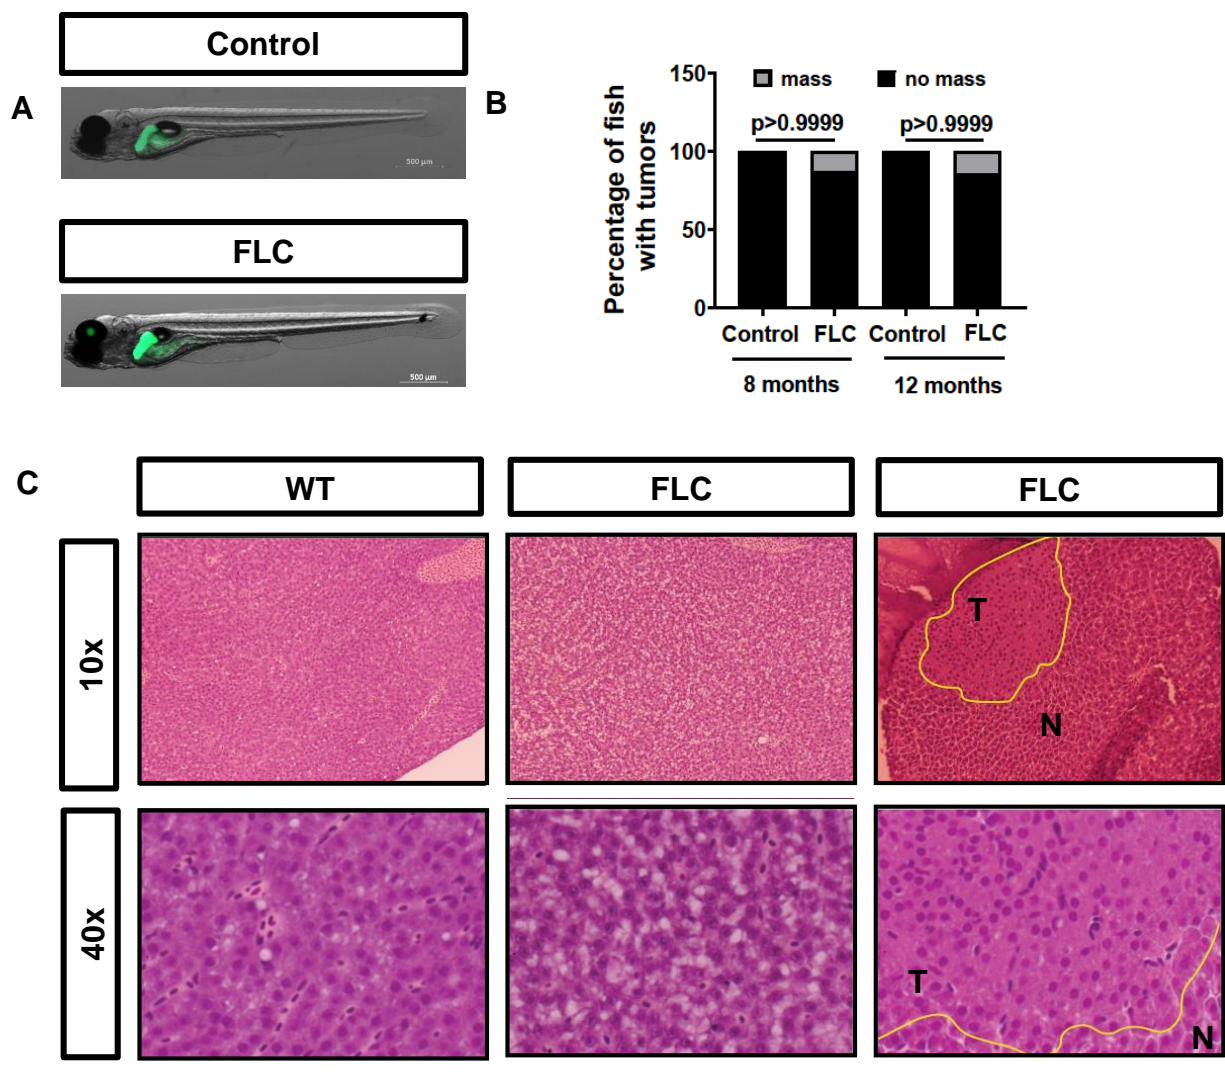 Control
A
500 µm
FLC
500 µm
B
mass
no mass
p>0.9999
p>0.9999
Percentage of fish
with tumors
150
100
50
0
Control FLC Control FLC
8 months
12 months
C
WT
FLC
FLC
10x
T
N
40x
T
N